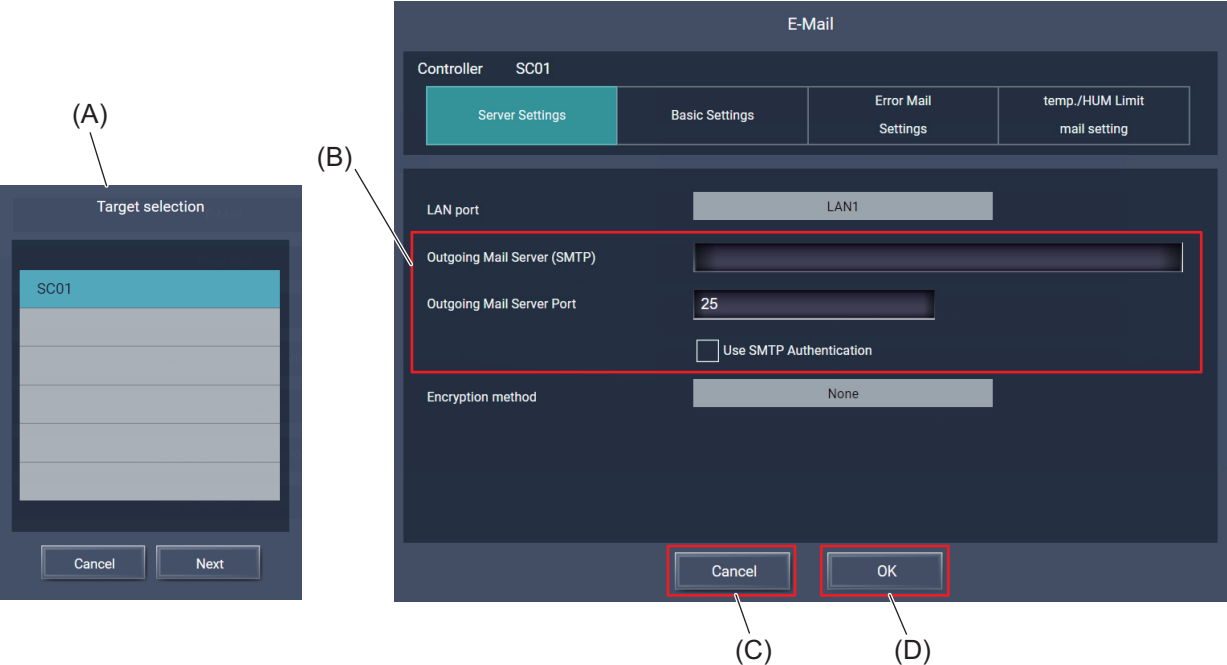 (A)
Target selection
SC01
Cancel
Next
(B)
E-Mail
Controller SC01
Server Settings
Basic Settings
Error Mail
Settings
temp./HUM Limit
mail setting
LAN port
LAN1
Outgoing Mail Server (SMTP)
Outgoing Mail Server Port
25
Use SMTP Authentication
Encryption method
None
Cancel
OK
(C)
(D)